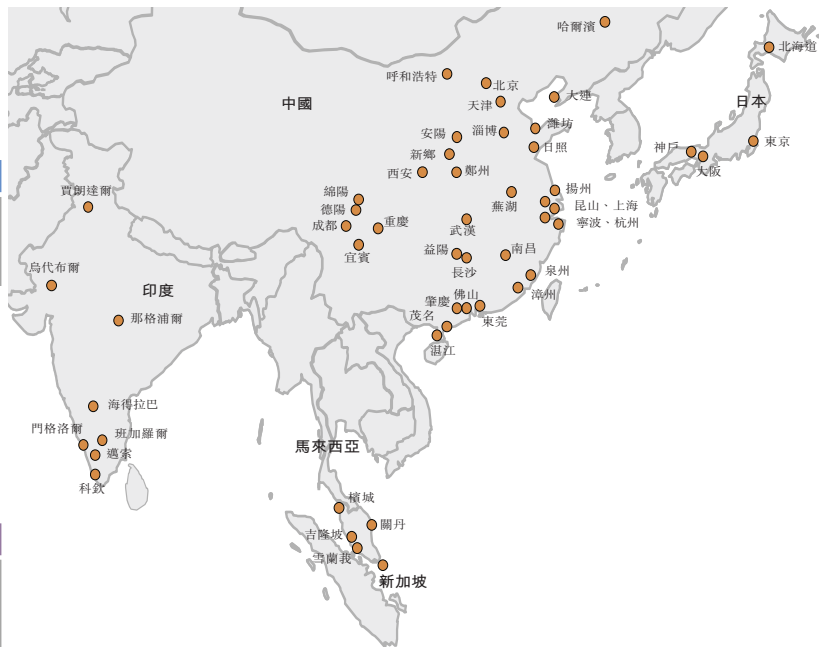 哈爾濱
北海道
呼和浩特
北京
大連
天津
中國
日本
濰坊
淄博
安陽
日照
東京
神戶
新鄉
大阪
西安
鄭州
賈朗達爾
綿陽
揚州
蕪湖
昆山、上海
德陽
寧波、杭州
成都
重慶
武漢
宜賓
益陽
南昌
長沙
烏代布爾
泉州
印度
漳州
佛山
肇慶
茂名
東莞
那格浦爾
湛江
海得拉巴
門格洛爾
班加羅爾
馬來西亞
邁索
科欽
檳城
關丹
吉隆坡
雪蘭莪
新加坡